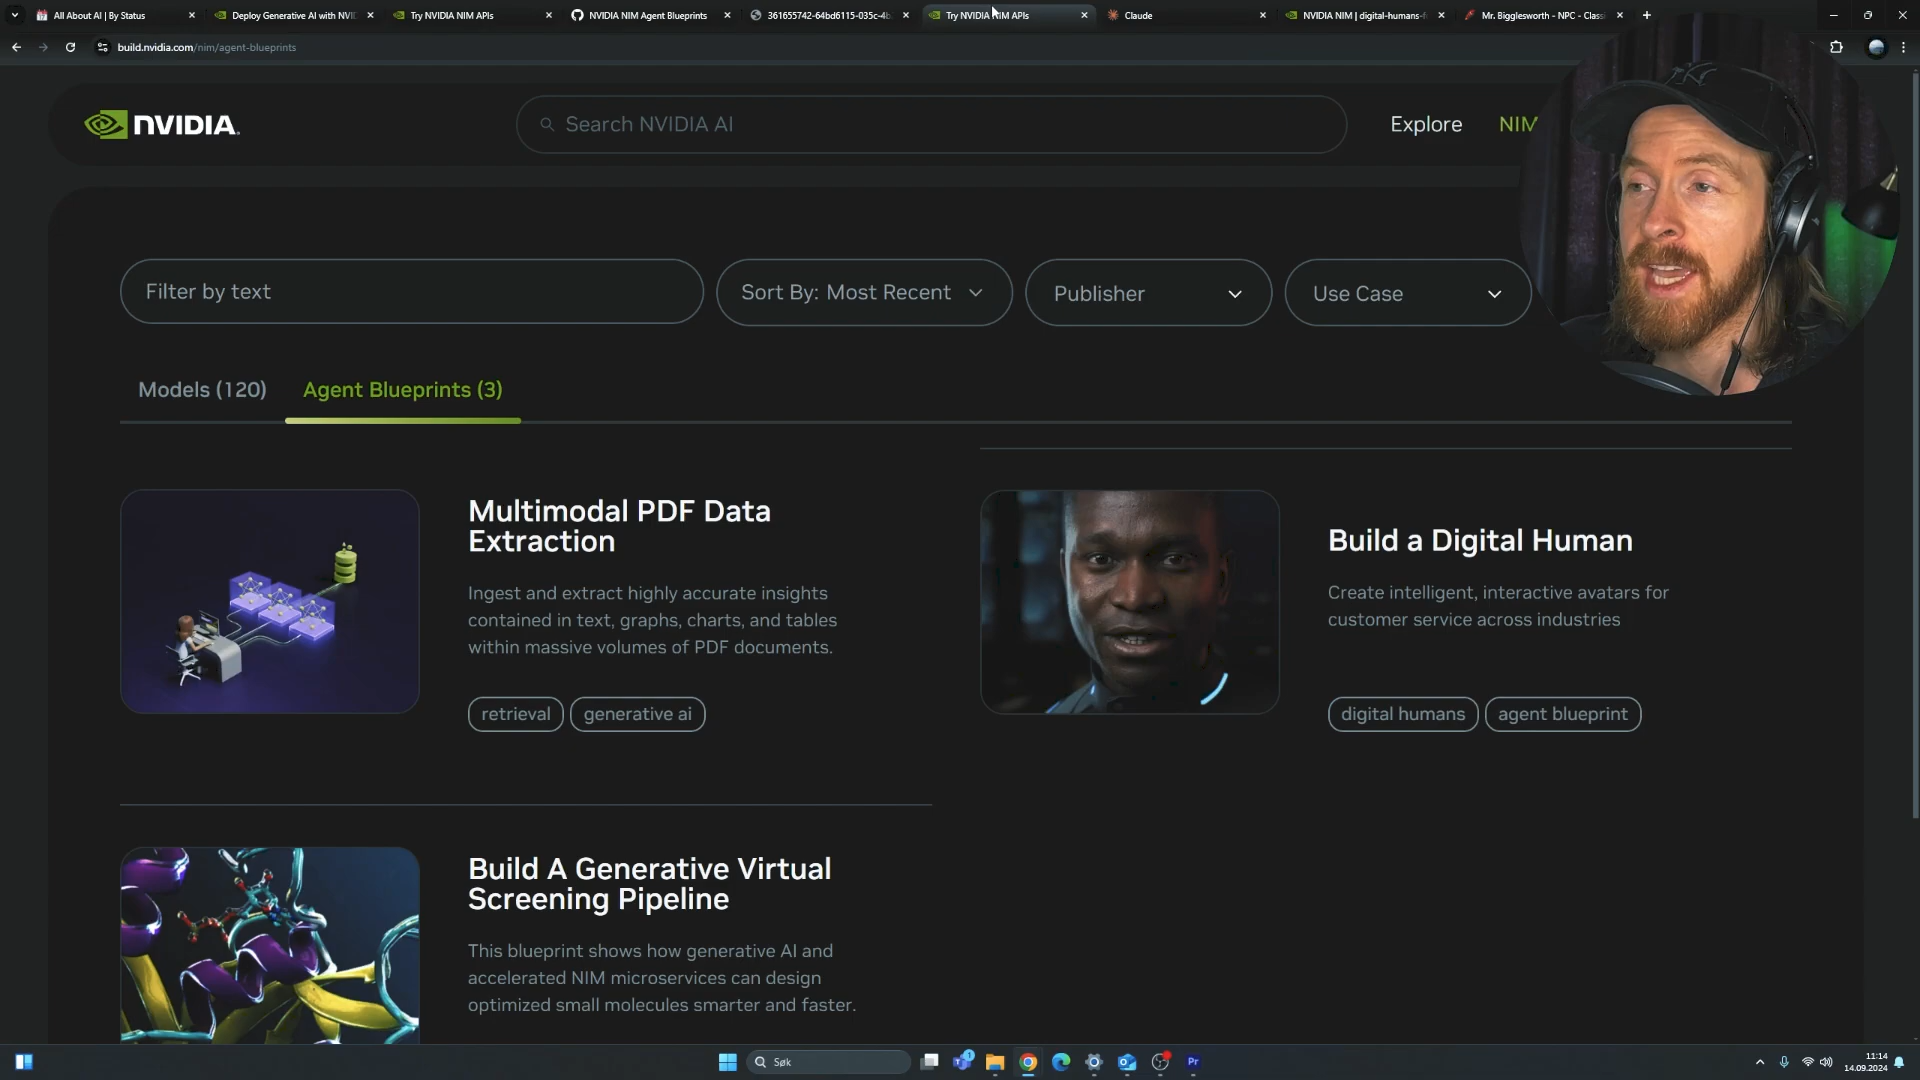 All About AI | By Status
Deploy Generative AI with NVID
Try NVIDIA NIM APIs
NVIDIA NIM Agent Blueprints
361655742-64bd6115-035c-4b
Try NVIDIA NIM APIs
Claude
NVIDIA NIM | digital-humans-f
Mr. Bigglesworth - NPC - Classi
build.nvidia.com/nim/agent-blueprints
NVIDIA.
Search NVIDIA AI
Explore
NIM
Filter by text
Sort By: Most Recent
Publisher
Use Case
Models (120)
Agent Blueprints (3)
Multimodal PDF Data
Extraction
Ingest and extract highly accurate insights
contained in text, graphs, charts, and tables
within massive volumes of PDF documents.
retrieval
generative ai
Build a Digital Human
Create intelligent, interactive avatars for
customer service across industries
digital humans
agent blueprint
Build A Generative Virtual
Screening Pipeline
This blueprint shows how generative AI and
accelerated NIM microservices can design
optimized small molecules smarter and faster.
Søk
1
Pr
11:14
14.09.2024